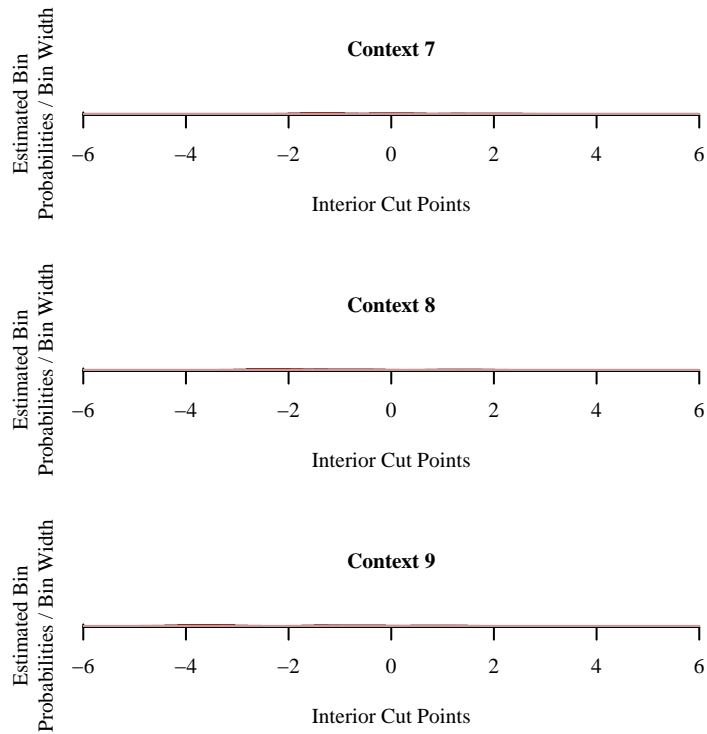 Context 7
Estimated Bin
Probabilities / Bin Width
−6 −4 −2 0 2 4 6
Interior Cut Points
Context 8
Estimated Bin
Probabilities / Bin Width
−6 −4 −2 0 2 4 6
Interior Cut Points
Context 9
Estimated Bin
Probabilities / Bin Width
−6 −4 −2 0 2 4 6
Interior Cut Points